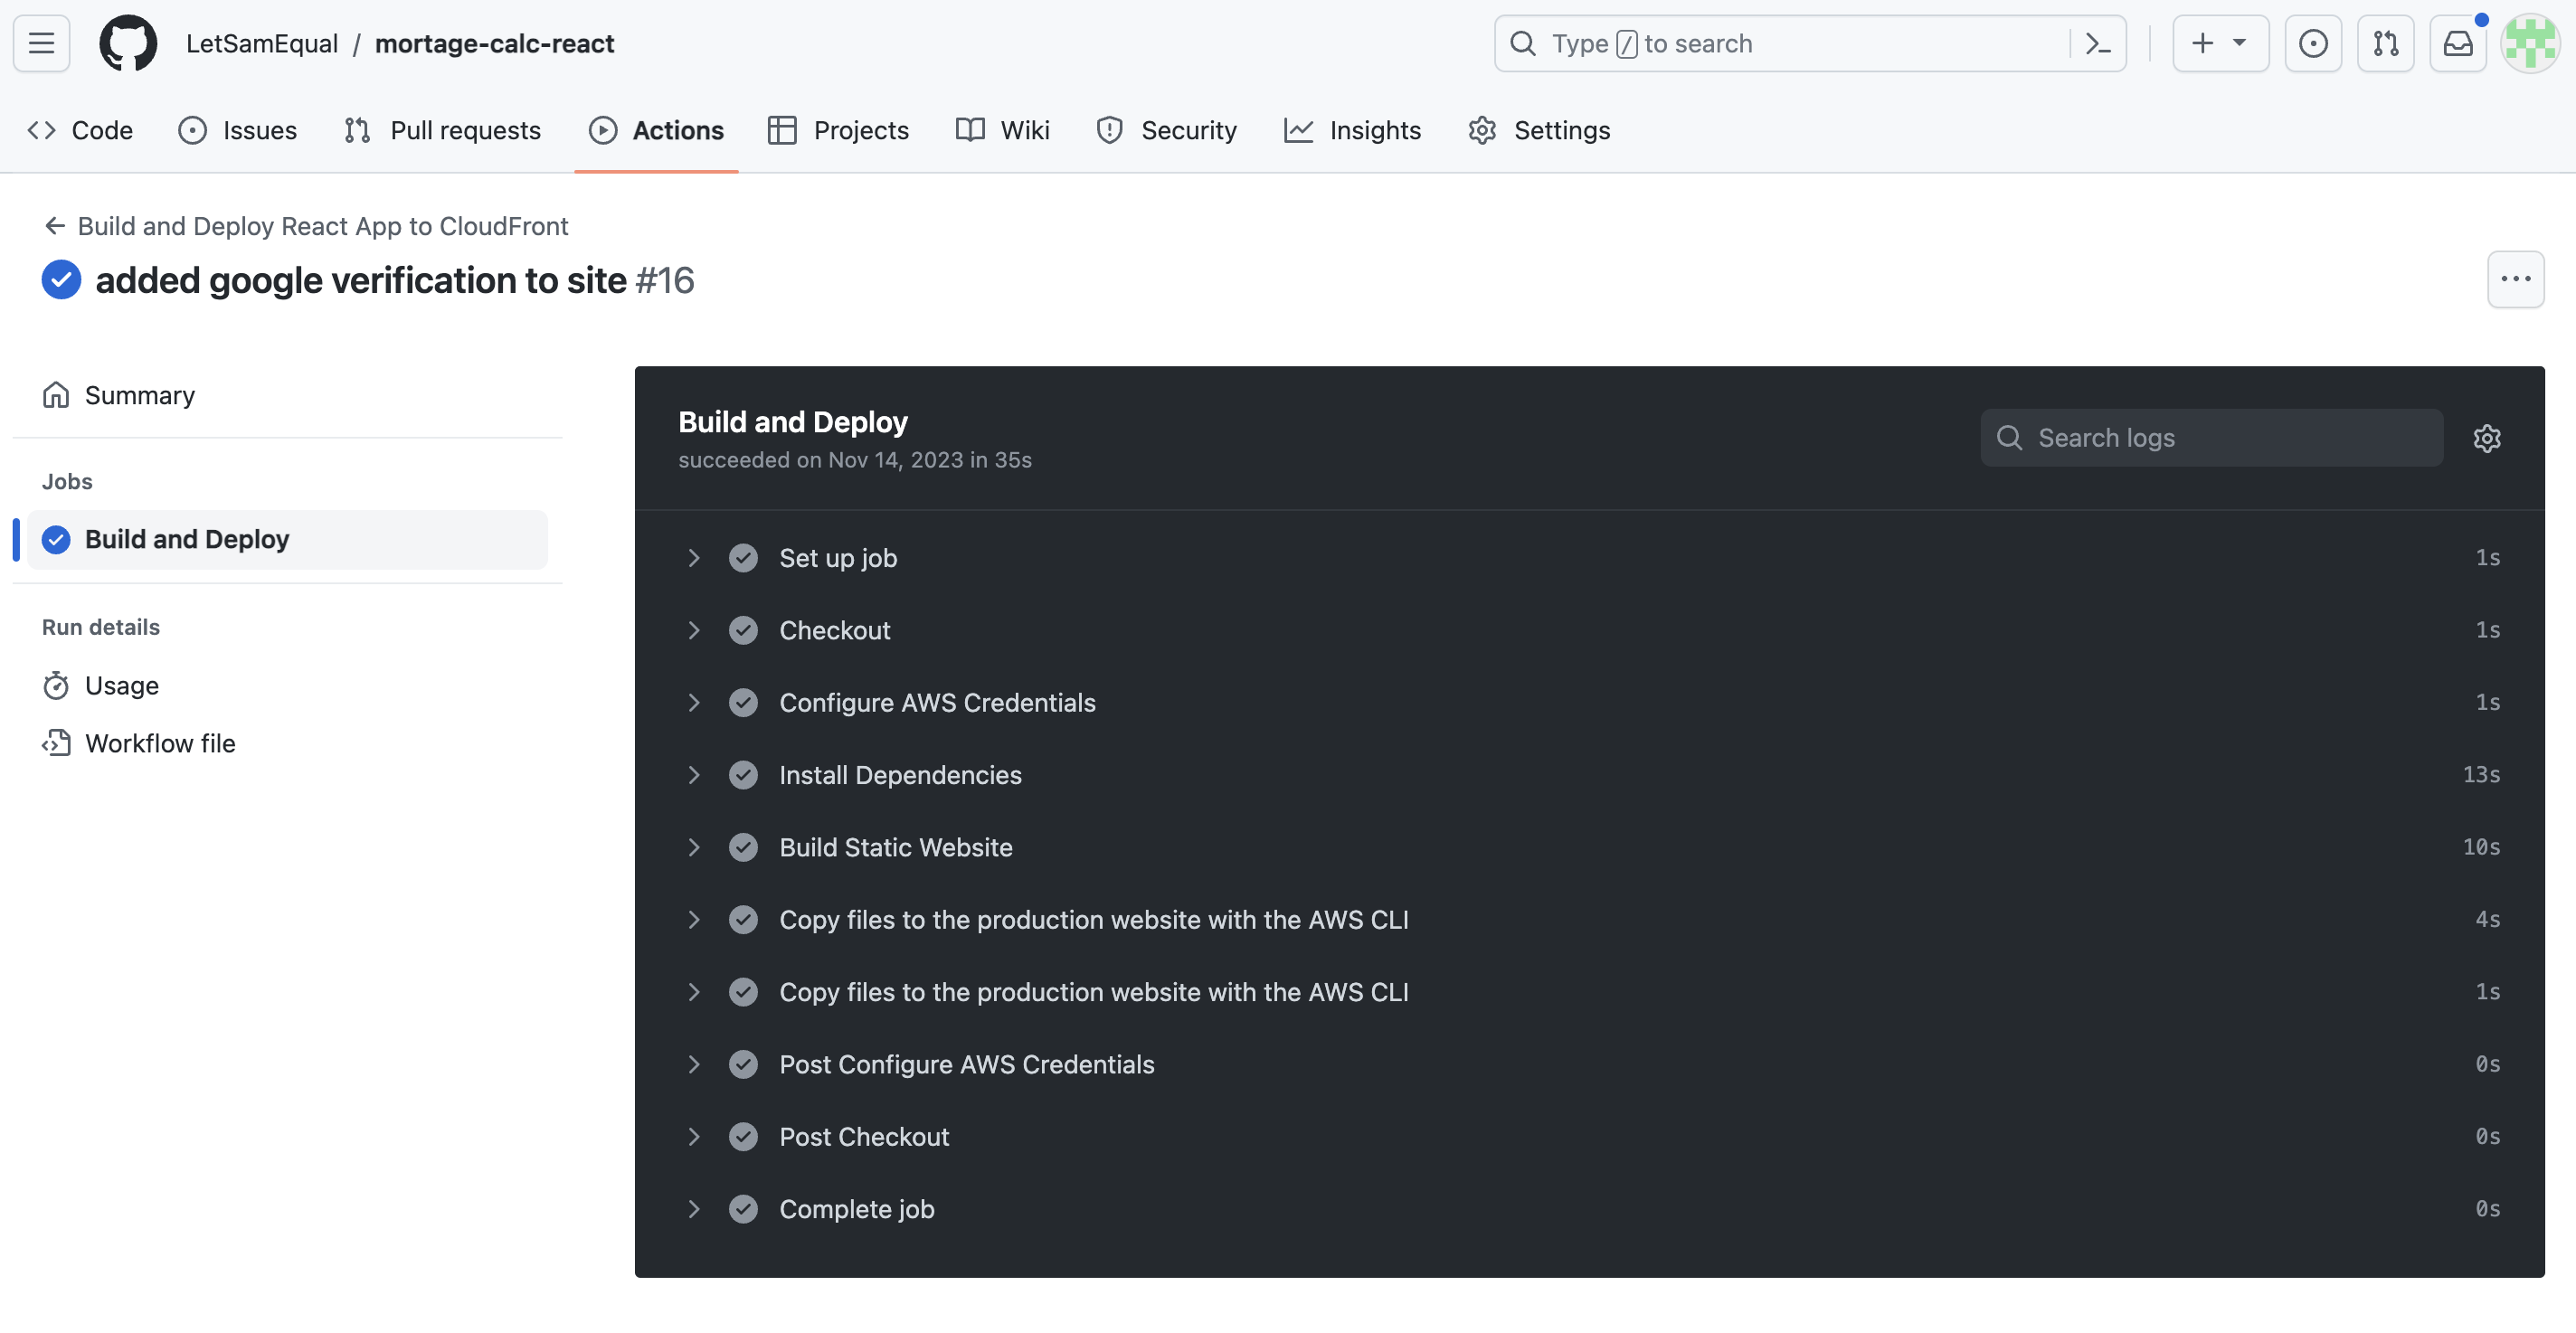 LetSamEqual / mortage-calc-react
Type / to search
Code
Issues
Pull requests
Actions
Projects
Wiki
Security
Insights
Settings
Build and Deploy React App to CloudFront
added google verification to site #16
Summary
Jobs
Build and Deploy
Run details
Usage
Workflow file
Build and Deploy
succeeded on Nov 14, 2023 in 35s
Search logs
Set up job 1s
Checkout 1s
Configure AWS Credentials 1s
Install Dependencies 13s
Build Static Website 10s
Copy files to the production website with the AWS CLI 4s
Copy files to the production website with the AWS CLI 1s
Post Configure AWS Credentials 0s
Post Checkout 0s
Complete job 0s